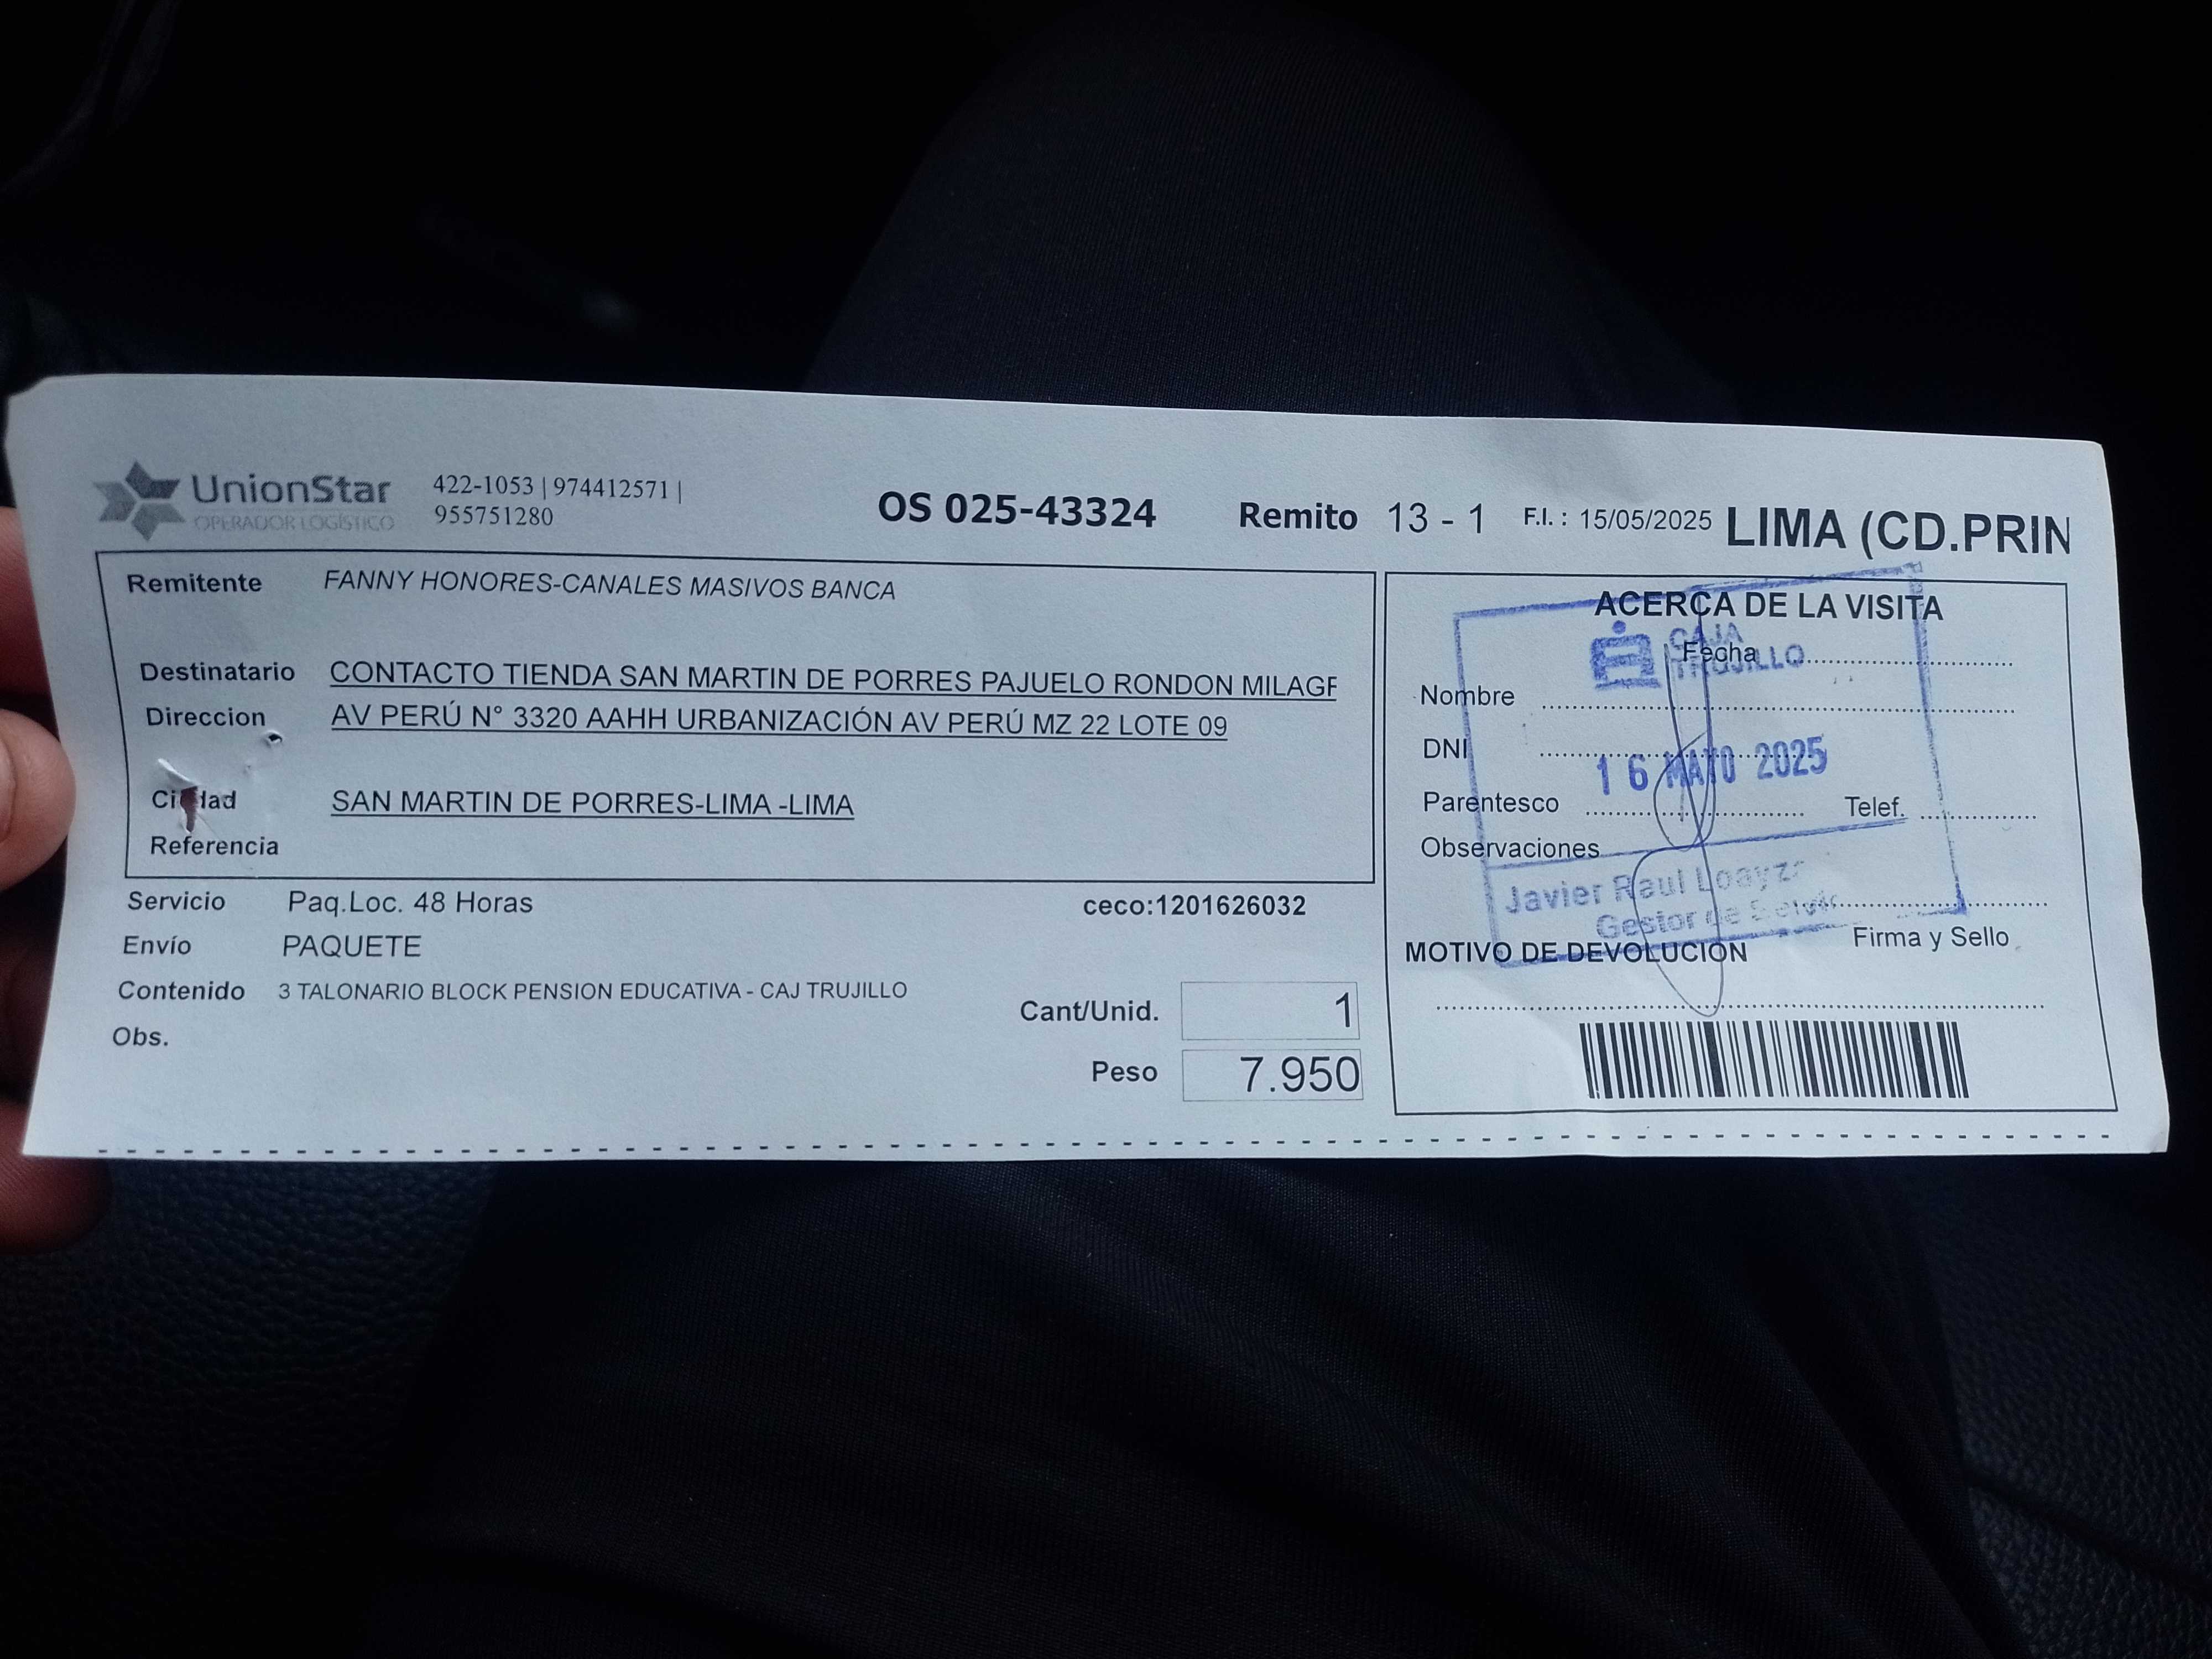 UnionStar
OPERADOR LOGÍSTICO
422-1053 | 974412571 |
955751280
OS 025-43324
Remito 13 - 1
F.I. : 15/05/2025
LIMA (CD.PRIN
Remitente FANNY HONORES-CANALES MASIVOS BANCA
Destinatario CONTACTO TIENDA SAN MARTIN DE PORRES PAJUELO RONDON MILAGR
Direccion AV PERÚ N° 3320 AAHH URBANIZACIÓN AV PERÚ MZ 22 LOTE 09
Ciudad SAN MARTIN DE PORRES-LIMA -LIMA
Referencia
Servicio Paq.Loc. 48 Horas
ceco:1201626032
Envío PAQUETE
Contenido 3 TALONARIO BLOCK PENSION EDUCATIVA - CAJ TRUJILLO
Obs.
Cant/Unid. 1
Peso 7.950
ACERCA DE LA VISITA
Fecha
Nombre
DNI
Parentesco
Telef.
Observaciones
Firma y Sello
MOTIVO DE DEVOLUCIÓN
CAJA
TRUJILLO
16 MAYO 2025
Javier Raul
Gestor de